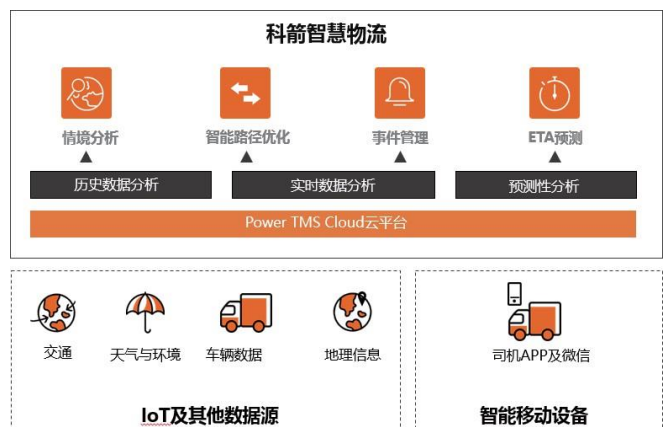 科箭智慧物流
情境分析
智能路径优化
事件管理
ETA预测
历史数据分析
实时数据分析
预测性分析
Power TMS Cloud云平台
交通
天气与环境
车辆数据
地理信息
司机APP及微信
IoT及其他数据源
智能移动设备